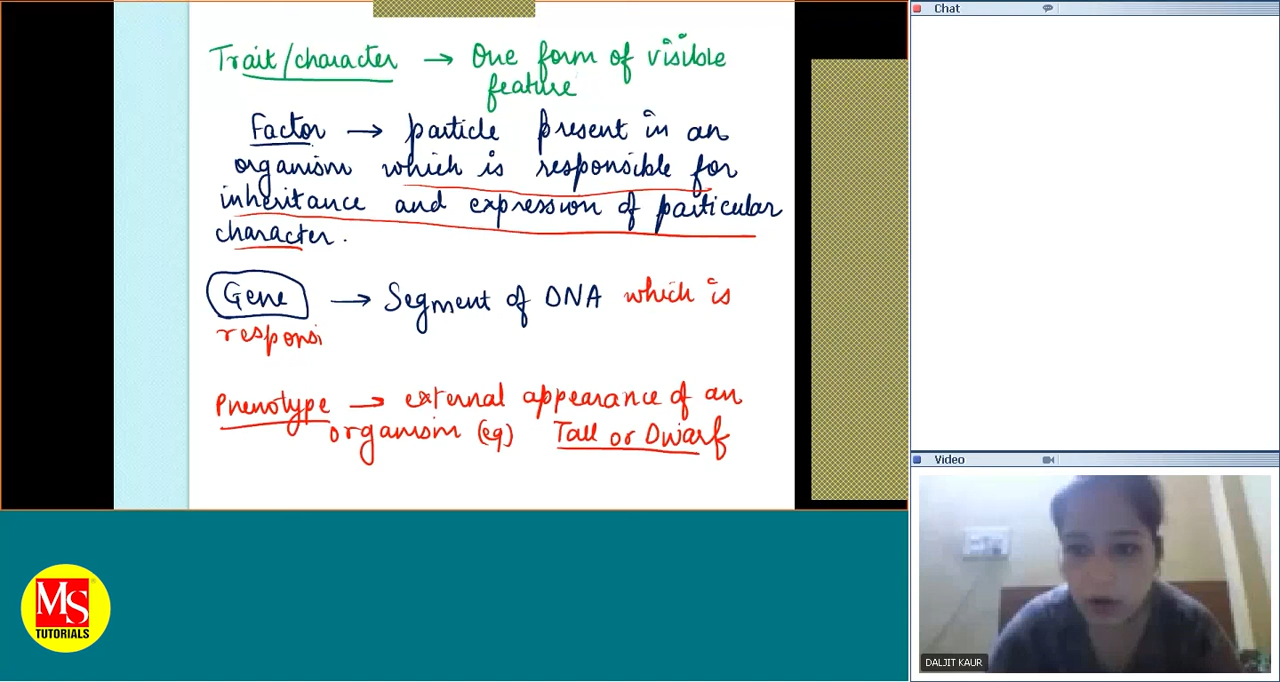 Trait/character → One form of visible
feature
Factor → particle present in an
organism which is responsible for
inheritance and expression of particular
character.
Gene → Segment of DNA which is
responsi
Phenotype → external appearance of an
organism (eg) Tall or Dwarf
MS
TUTORIALS
Chat
Video
DALJIT KAUR